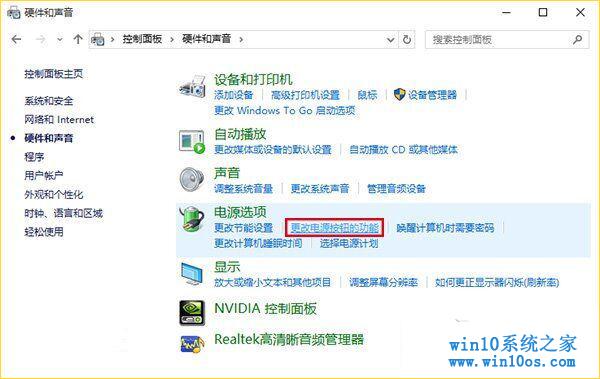 硬件和声音
控制面板 硬件和声音
搜索控制面板
控制面板主页
系统和安全
网络和 Internet
硬件和声音
程序
用户帐户
外观和个性化
时钟、语言和区域
轻松使用
设备和打印机
添加设备 高级打印机设置 鼠标 设备管理器
更改 Windows To Go 启动选项
自动播放
更改媒体或设备的默认设置 自动播放 CD 或其他媒体
声音
调整系统音量 更改系统声音 管理音频设备
电源选项
更改节能设置 更改电源按钮的功能 唤醒计算机时需要密码
更改计算机睡眠时间 选择电源计划
显示
放大或缩小文本和其他项目 调整屏幕分辨率 如何更正显示器闪烁(刷新率)
NVIDIA 控制面板
Realtek高清晰音频管理器
win10系统之家
www.win10os.com